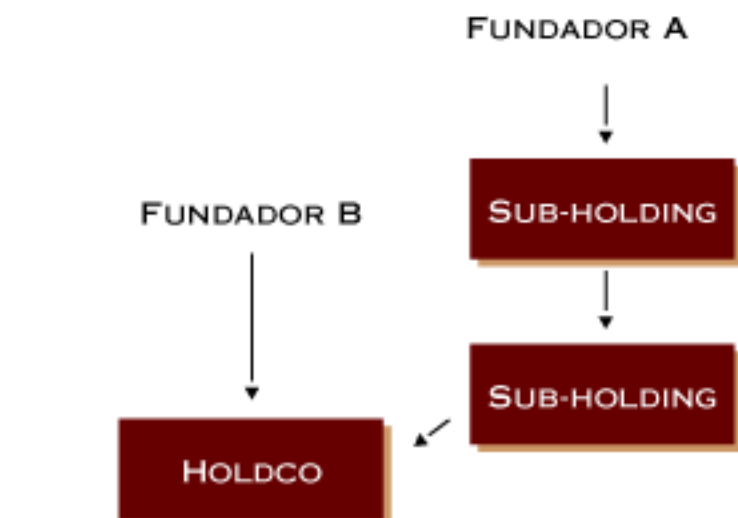 FUNDADOR A
SUB-HOLDING
FUNDADOR B
SUB-HOLDING
HOLDCO